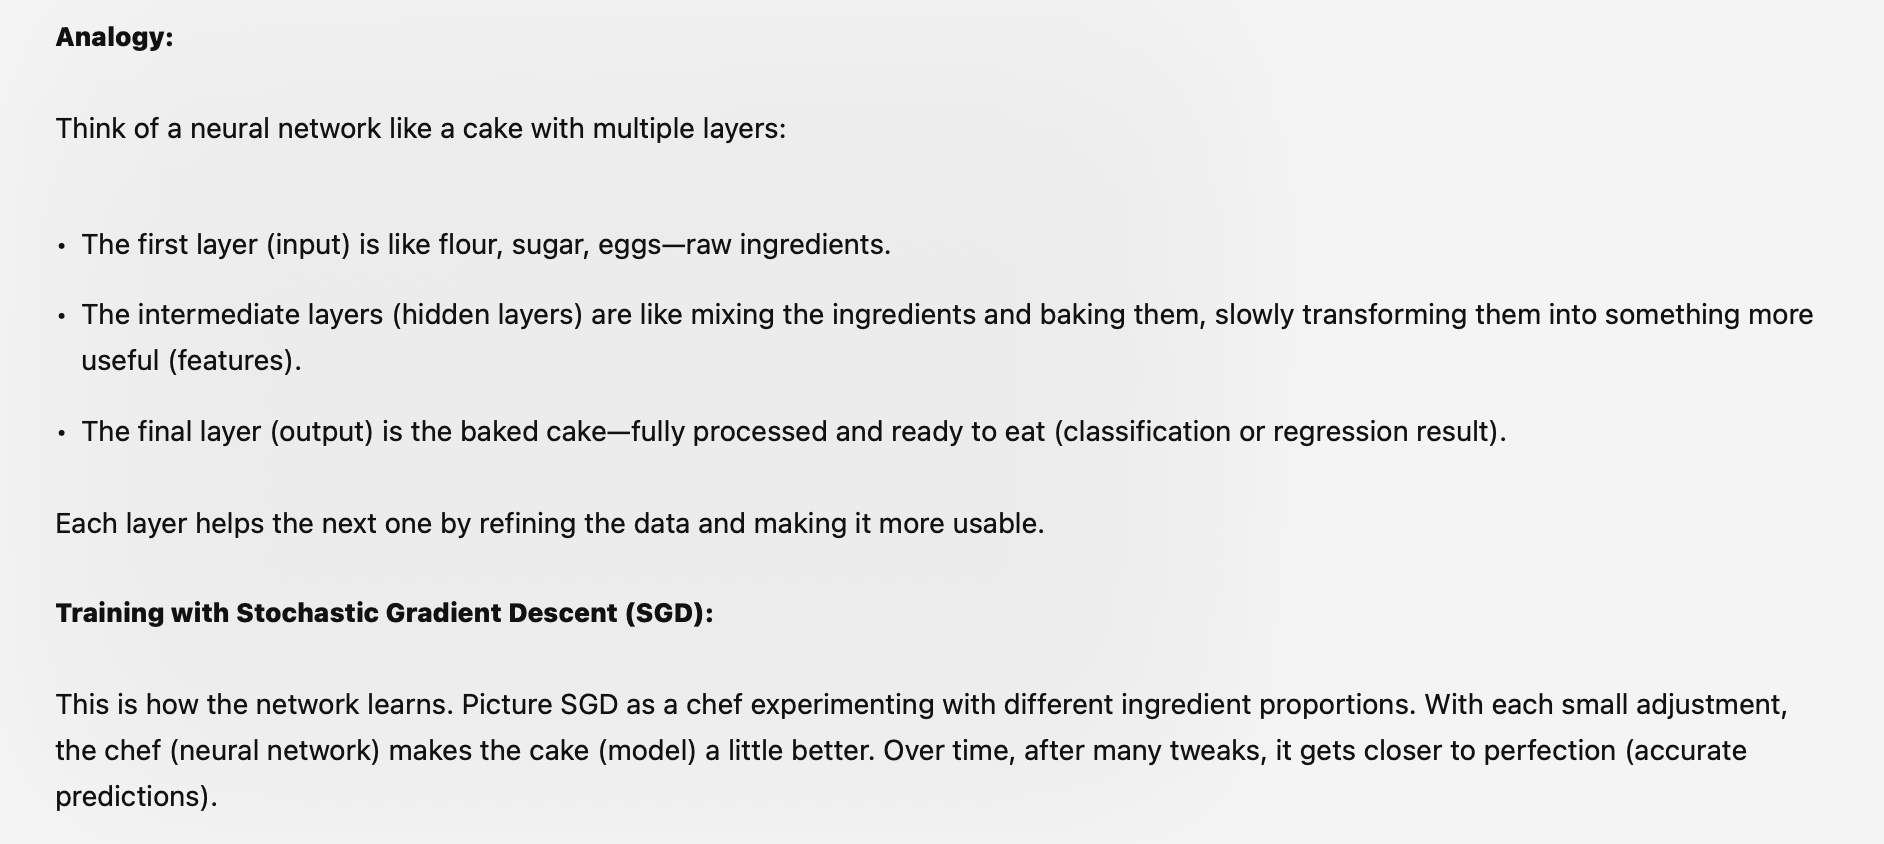 Analogy:
Think of a neural network like a cake with multiple layers:
• The first layer (input) is like flour, sugar, eggs—raw ingredients.
• The intermediate layers (hidden layers) are like mixing the ingredients and baking them, slowly transforming them into something more
useful (features).
• The final layer (output) is the baked cake—fully processed and ready to eat (classification or regression result).
Each layer helps the next one by refining the data and making it more usable.
Training with Stochastic Gradient Descent (SGD):
This is how the network learns. Picture SGD as a chef experimenting with different ingredient proportions. With each small adjustment,
the chef (neural network) makes the cake (model) a little better. Over time, after many tweaks, it gets closer to perfection (accurate
predictions).